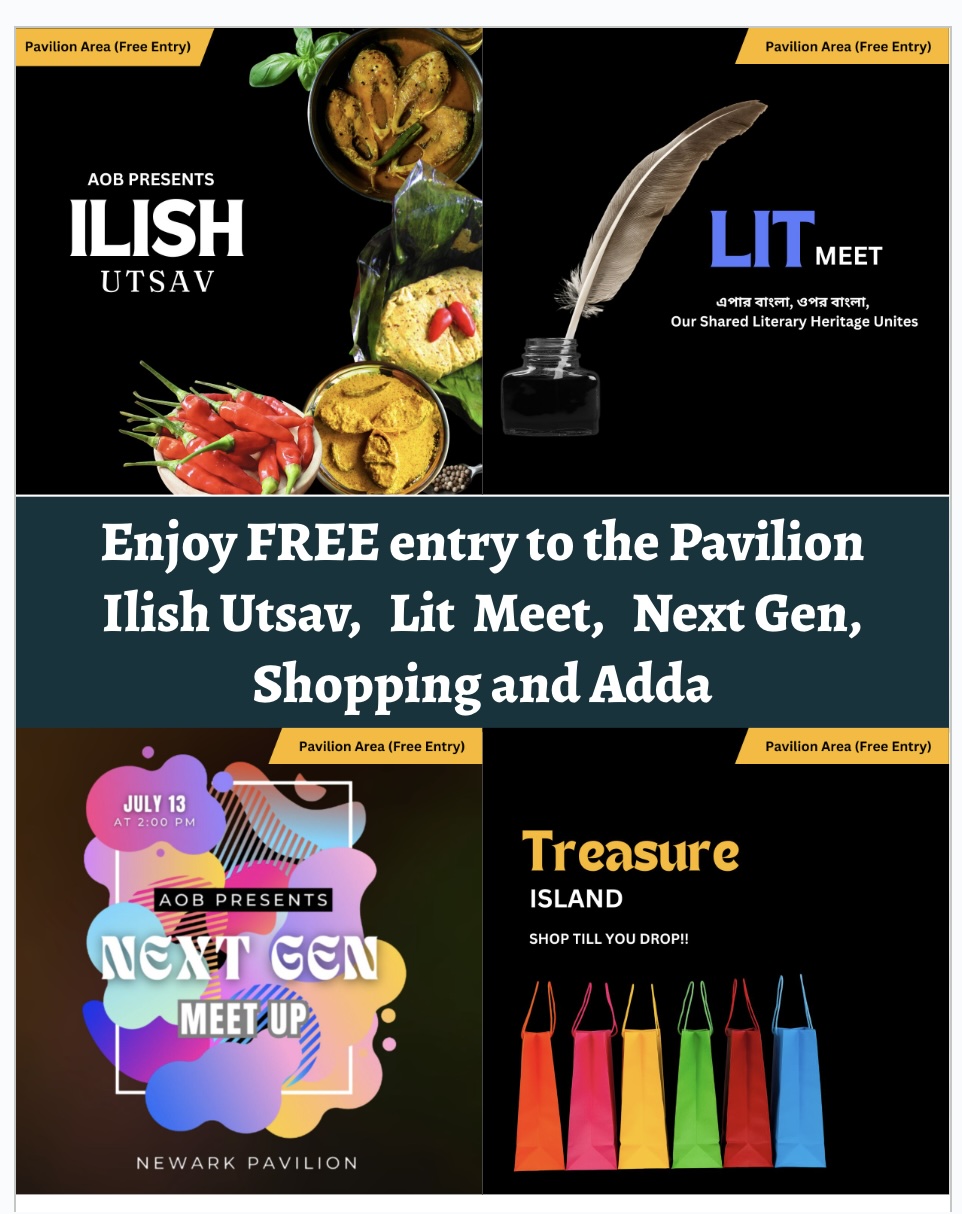 Pavilion Area (Free Entry)
AOB PRESENTS
ILISH
UTSAV
Pavilion Area (Free Entry)
LIT MEET
এপার বাংলা, ওপর বাংলা,
Our Shared Literary Heritage Unites
Enjoy FREE entry to the Pavilion
Ilish Utsav, Lit Meet, Next Gen,
Shopping and Adda
Pavilion Area (Free Entry)
JULY 13
AT 2:00 PM
AOB PRESENTS
NEXT GEN
MEET UP
NEWARK PAVILION
Pavilion Area (Free Entry)
Treasure
ISLAND
SHOP TILL YOU DROP!!